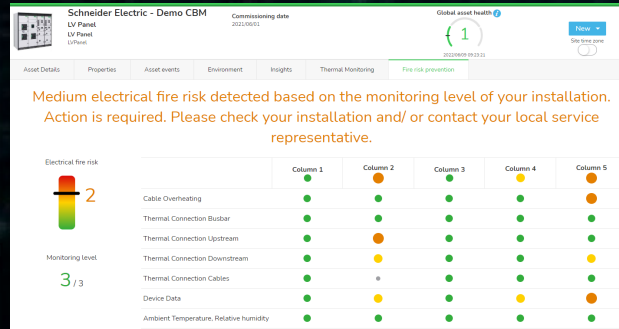 Schneider Electric - Demo CBM
LV Panel
LV Panel
LVPanel
Commissioning date
2021/06/01
Global asset health
1
2022/06/09 09:23:21
New
Site time zone
Asset Details Properties Asset events Environment Insights Thermal Monitoring Fire risk prevention
Medium electrical fire risk detected based on the monitoring level of your installation.
Action is required. Please check your installation and/ or contact your local service
representative.
Electrical fire risk
2
Monitoring level
3 / 3
Column 1 Column 2 Column 3 Column 4 Column 5
Cable Overheating
Thermal Connection Busbar
Thermal Connection Upstream
Thermal Connection Downstream
Thermal Connection Cables
Device Data
Ambient Temperature, Relative humidity